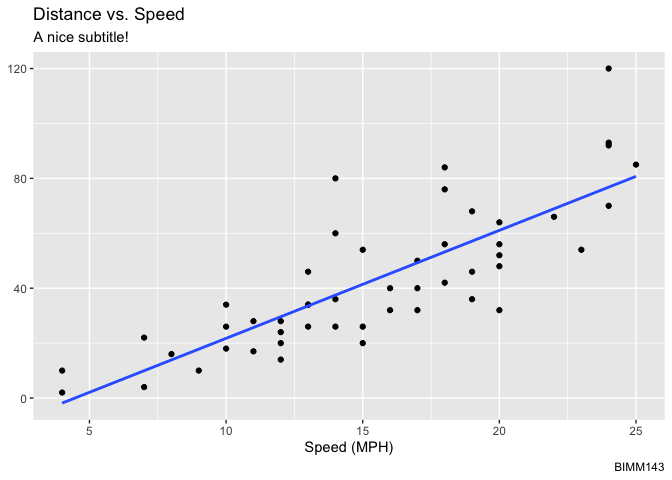 Distance vs. Speed
A nice subtitle!
120
80
40
0
5 10 15 20 25
Speed (MPH)
BIMM143